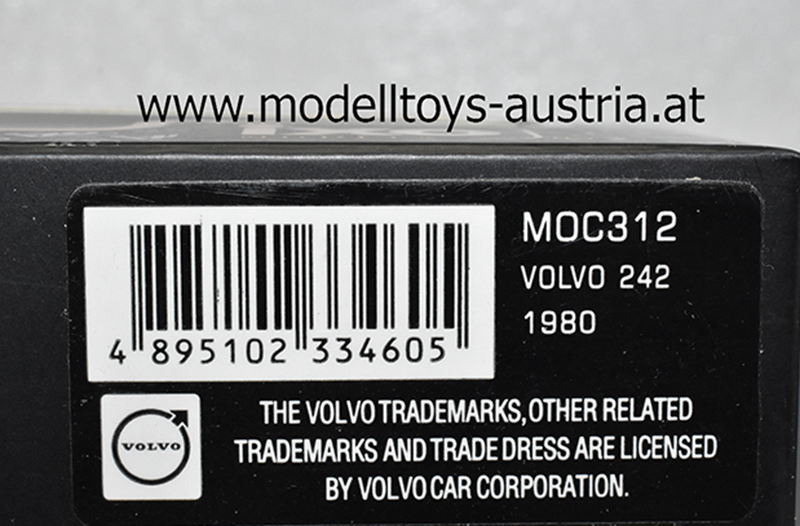 www.modelltoys-austria.at
MOC312
VOLVO 242
1980
4 895102 334605
VOLVO
THE VOLVO TRADEMARKS, OTHER RELATED
TRADEMARKS AND TRADE DRESS ARE LICENSED
BY VOLVO CAR CORPORATION.